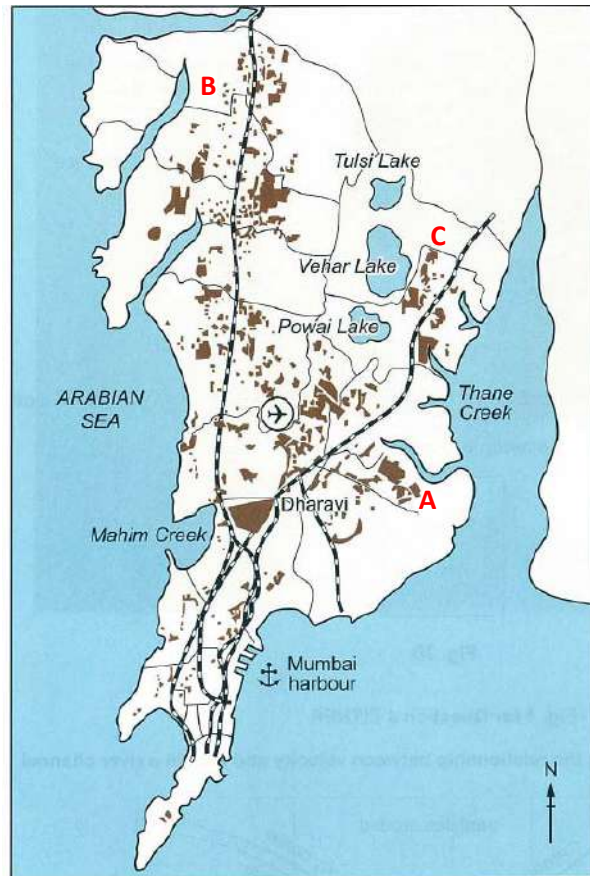 B
Tulsi Lake
C
Vehar Lake
Powai Lake
ARABIAN
SEA
Thane
Creek
A
Dharavi
Mahim Creek
Mumbai
harbour
N